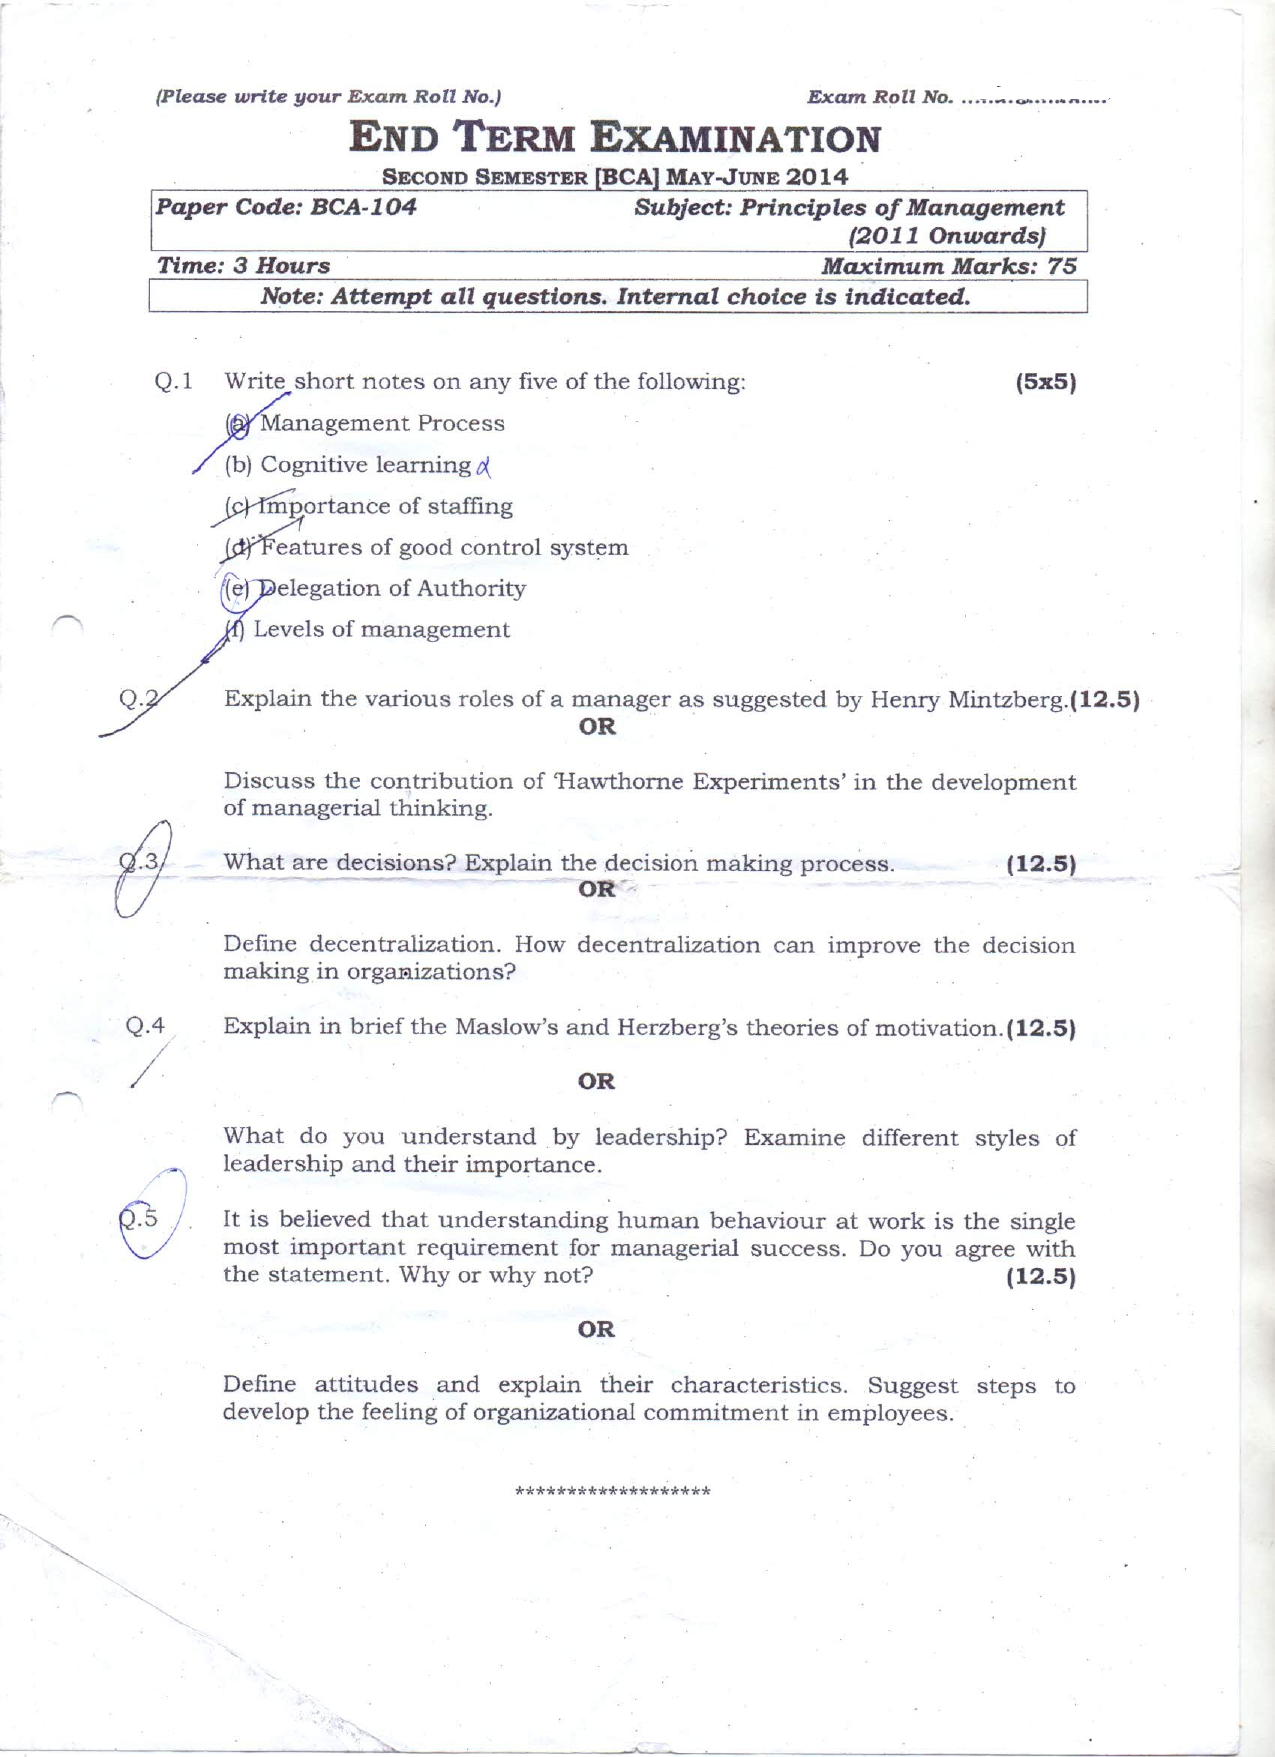 (Please write your Exam Roll No.) Exam Roll No. ........................
END TERM EXAMINATION
SECOND SEMESTER [BCA] MAY-JUNE 2014
Paper Code: BCA-104 Subject: Principles of Management
(2011 Onwards)
Time: 3 Hours Maximum Marks: 75
Note: Attempt all questions. Internal choice is indicated.
Q.1 Write short notes on any five of the following: (5x5)
(a) Management Process
(b) Cognitive learning
(c) Importance of staffing
(d) Features of good control system
(e) Delegation of Authority
(f) Levels of management
Q.2 Explain the various roles of a manager as suggested by Henry Mintzberg.(12.5)
OR
Discuss the contribution of 'Hawthorne Experiments' in the development
of managerial thinking.
Q.3 What are decisions? Explain the decision making process. (12.5)
OR
Define decentralization. How decentralization can improve the decision
making in organizations?
Q.4 Explain in brief the Maslow's and Herzberg's theories of motivation.(12.5)
OR
What do you understand by leadership? Examine different styles of
leadership and their importance.
Q.5 It is believed that understanding human behaviour at work is the single
most important requirement for managerial success. Do you agree with
the statement. Why or why not? (12.5)
OR
Define attitudes and explain their characteristics. Suggest steps to
develop the feeling of organizational commitment in employees.
*******************